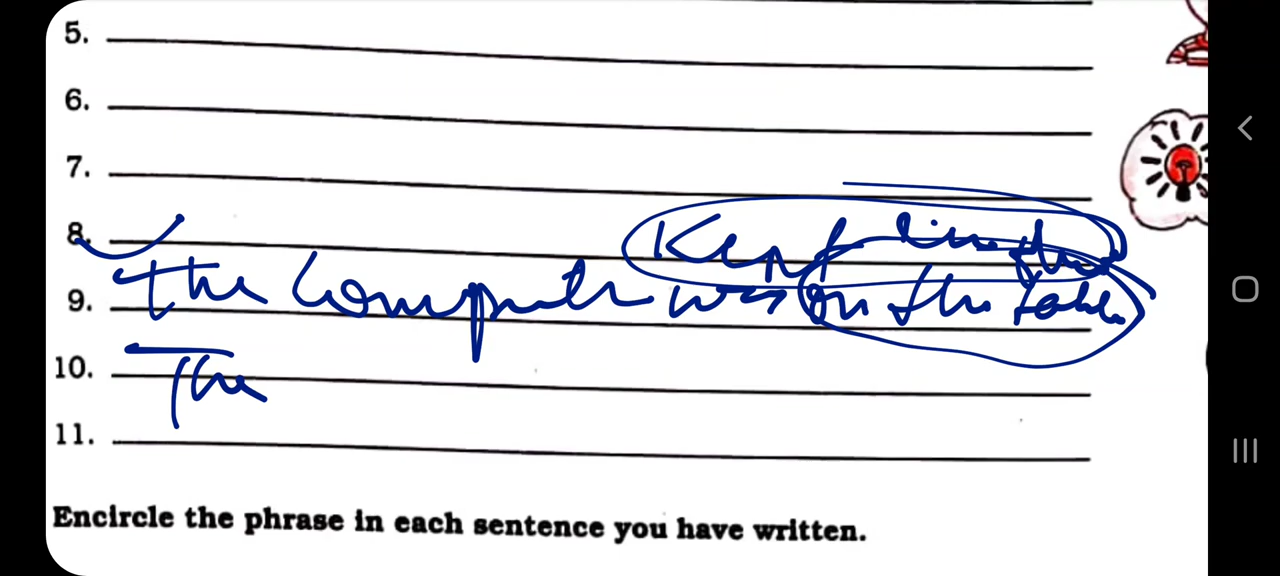 5.
6.
7.
8. Kept in the
9. The Computer was on the table
10. The
11.
Encircle the phrase in each sentence you have written.